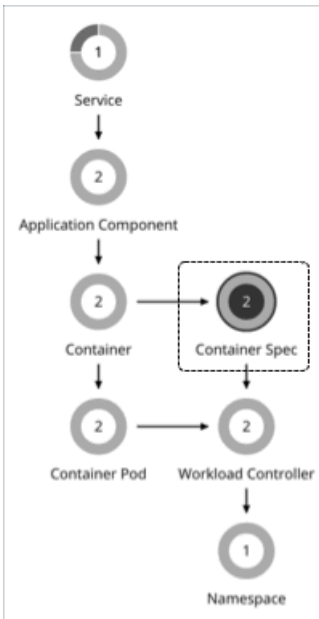 1
Service
2
Application Component
2
2
Container
Container Spec
2
2
Container Pod
Workload Controller
1
Namespace